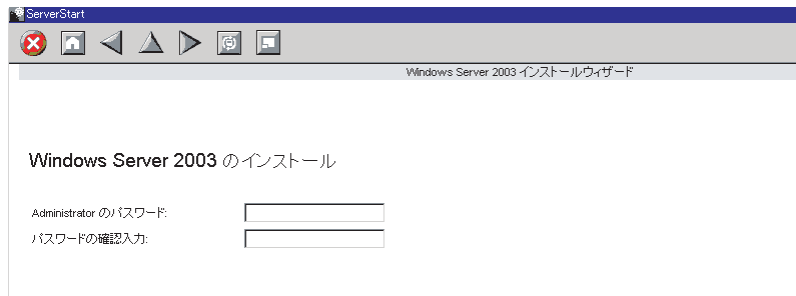 ServerStart
Windows Server 2003 インストールウィザード
Windows Server 2003 のインストール
Administrator のパスワード:
パスワードの確認入力: